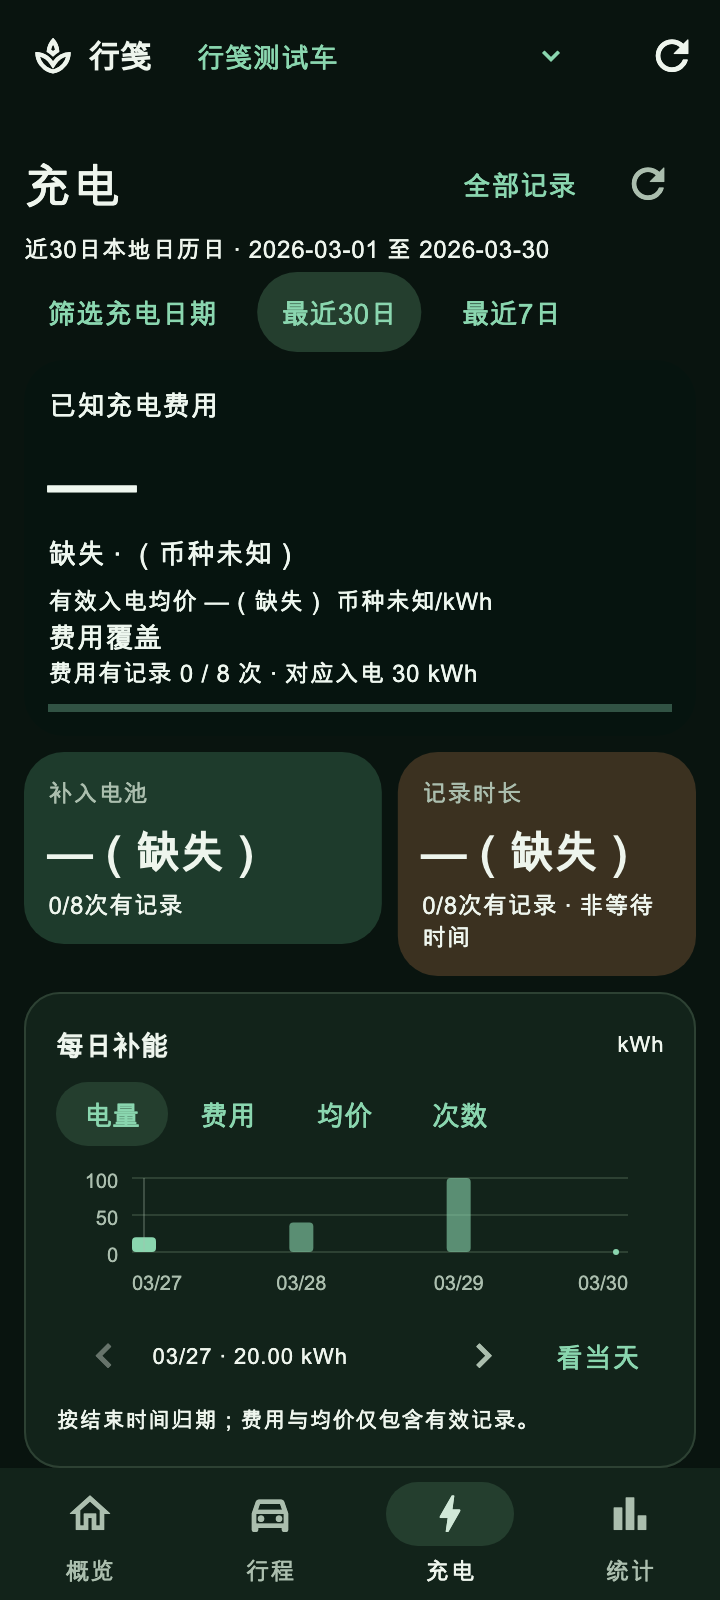 行笺 行笺测试车
充电 全部记录
近30日本地日历日 · 2026-03-01 至 2026-03-30
筛选充电日期 最近30日 最近7日
已知充电费用
—
缺失 ·（币种未知）
有效入电均价 —（缺失） 币种未知/kWh
费用覆盖
费用有记录 0 / 8 次 · 对应入电 30 kWh
补入电池
—（缺失）
0/8次有记录
记录时长
—（缺失）
0/8次有记录 · 非等待
时间
每日补能 kWh
电量 费用 均价 次数
100
50
0
03/27 03/28 03/29 03/30
03/27 · 20.00 kWh 看当天
按结束时间归期；费用与均价仅包含有效记录。
概览 行程 充电 统计